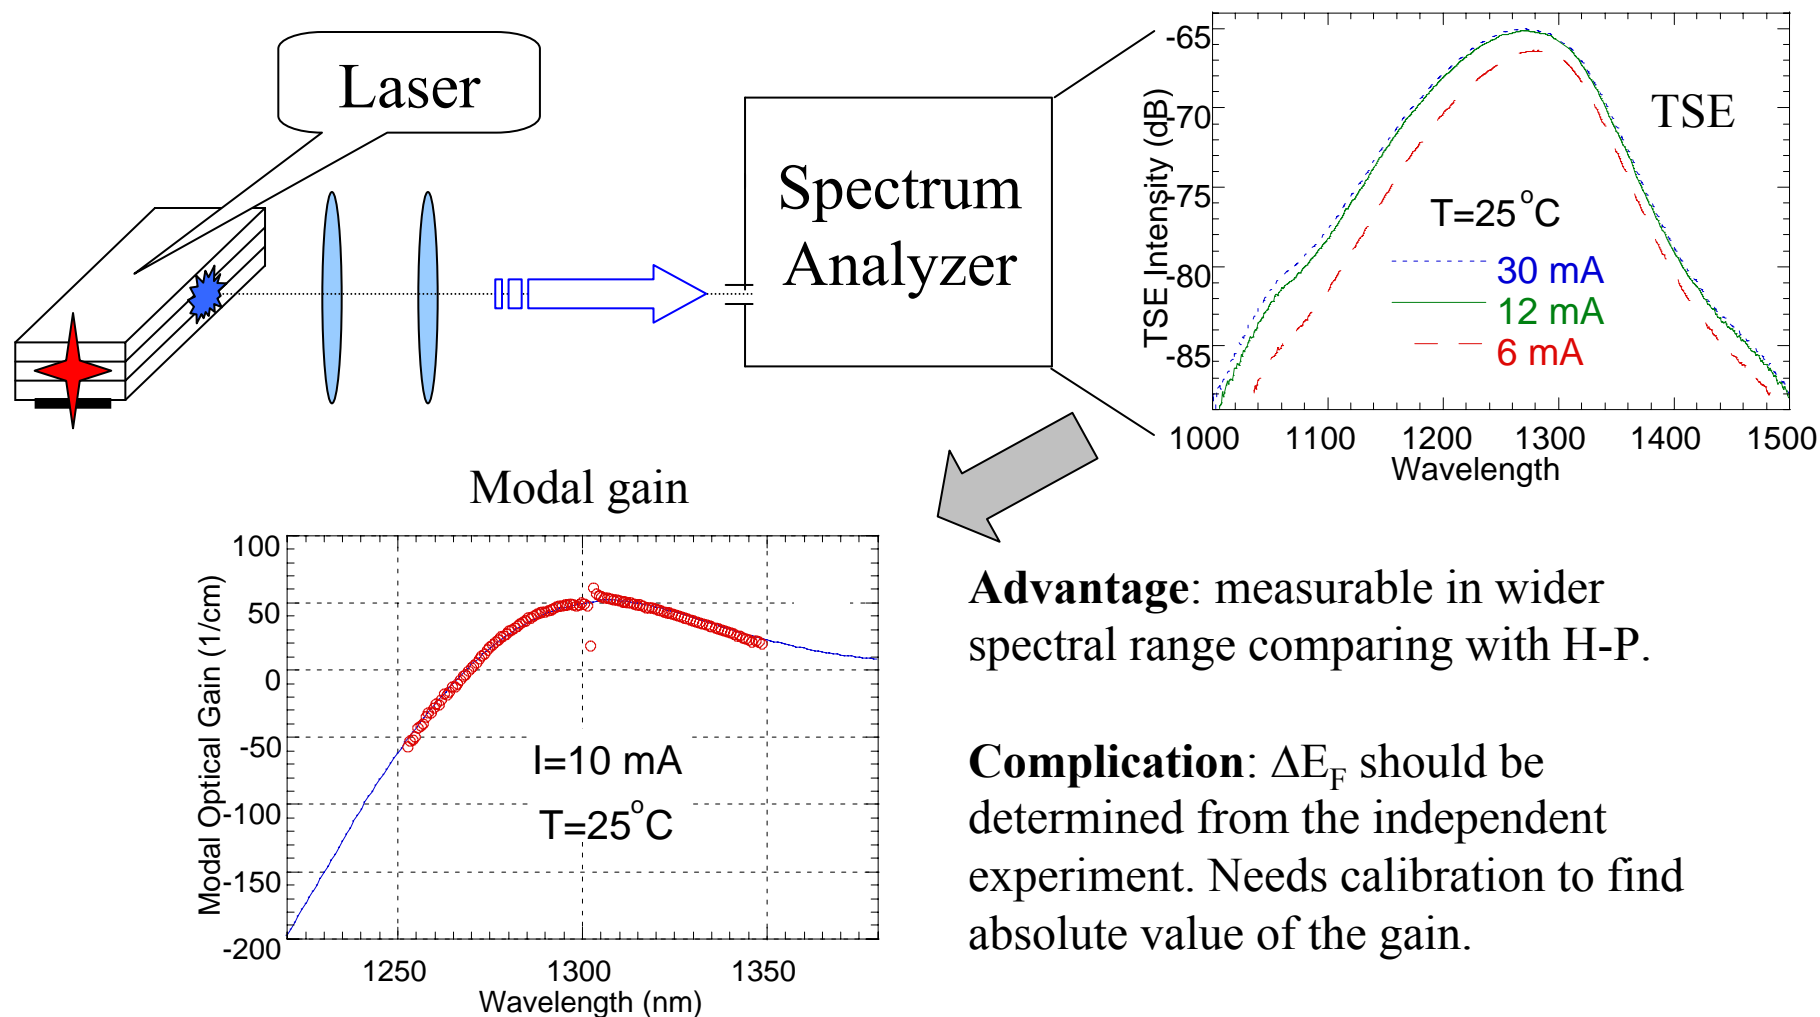 Laser
Spectrum
Analyzer
TSE Intensity (dB)
-65
-70
-75
-80
-85
TSE
T=25°C
30 mA
12 mA
6 mA
1000 1100 1200 1300 1400 1500
Wavelength
Modal gain
Modal Optical Gain (1/cm)
100
50
0
-50
-100
-150
-200
I=10 mA
T=25°C
1250 1300 1350
Wavelength (nm)
Advantage: measurable in wider
spectral range comparing with H-P.
Complication: ΔE_F should be
determined from the independent
experiment. Needs calibration to find
absolute value of the gain.